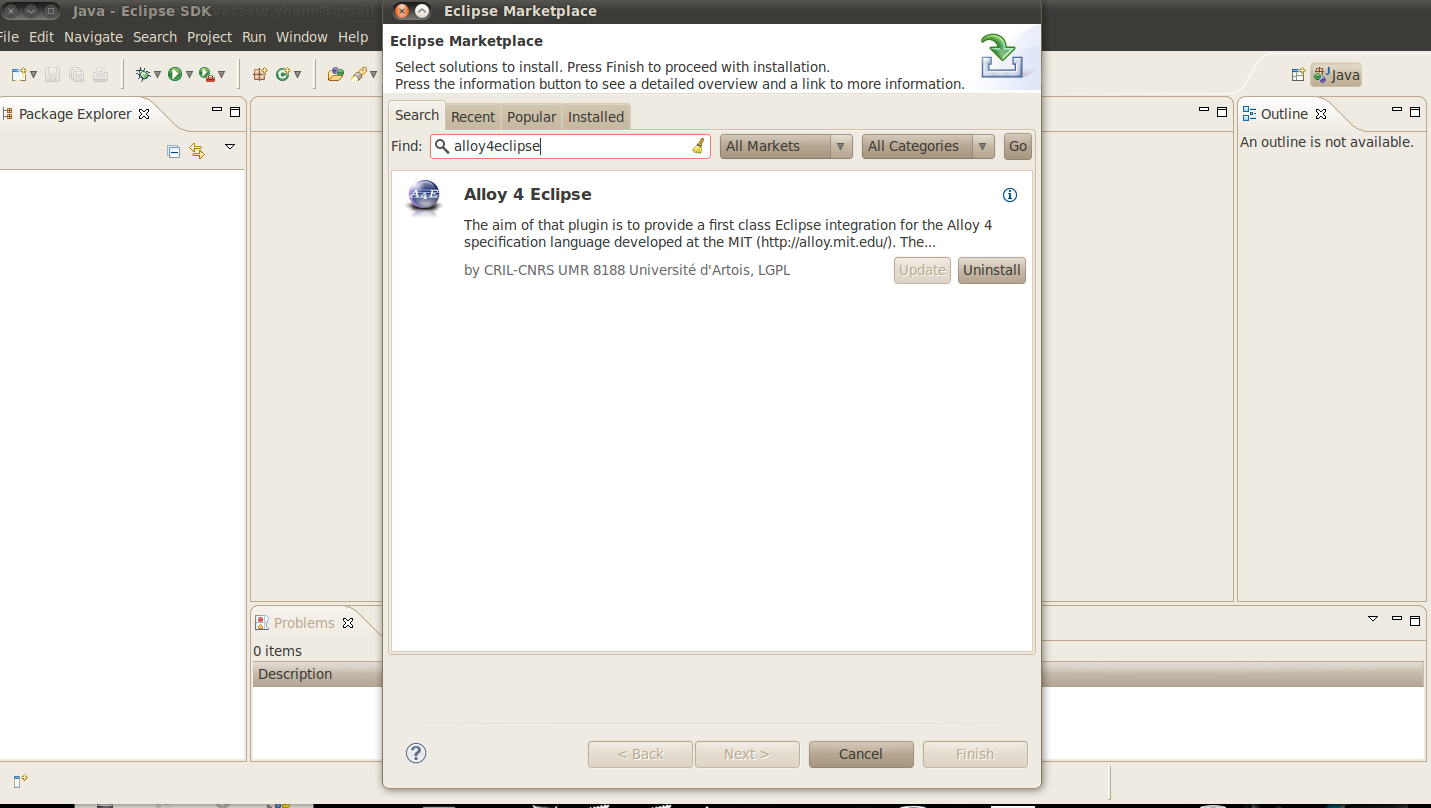 Java - Eclipse SDK
Eclipse Marketplace
File Edit Navigate Search Project Run Window Help
Eclipse Marketplace
Select solutions to install. Press Finish to proceed with installation.
Press the information button to see a detailed overview and a link to more information.
Java
Package Explorer
Search Recent Popular Installed
Outline
Find: alloy4eclipse All Markets All Categories Go
An outline is not available.
Alloy 4 Eclipse
The aim of that plugin is to provide a first class Eclipse integration for the Alloy 4
specification language developed at the MIT (http://alloy.mit.edu/). The...
by CRIL-CNRS UMR 8188 Université d'Artois, LGPL Update Uninstall
Problems
0 items
Description
< Back Next > Cancel Finish